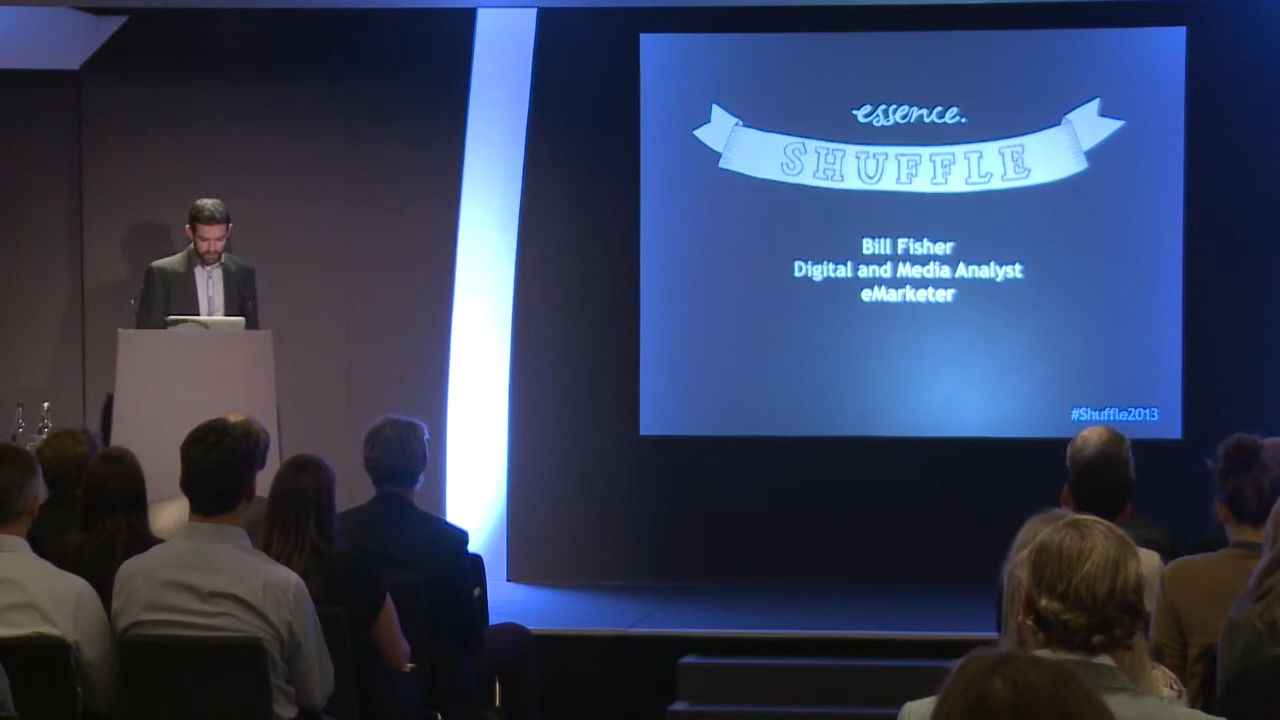 essence.
SHUFFLE
Bill Fisher
Digital and Media Analyst
eMarketer
#Shuffle2013